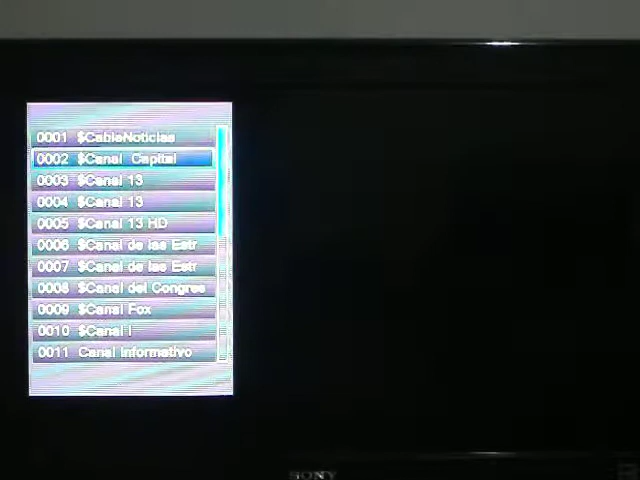 0001 $CableNoticias
0002 $Canal Capital
0003 $Canal 13
0004 $Canal 13
0005 $Canal 13 HD
0006 $Canal de las Estr
0007 $Canal de las Estr
0008 $Canal del Congres
0009 $Canal Fox
0010 $Canal I
0011 Canal Informativo
SONY